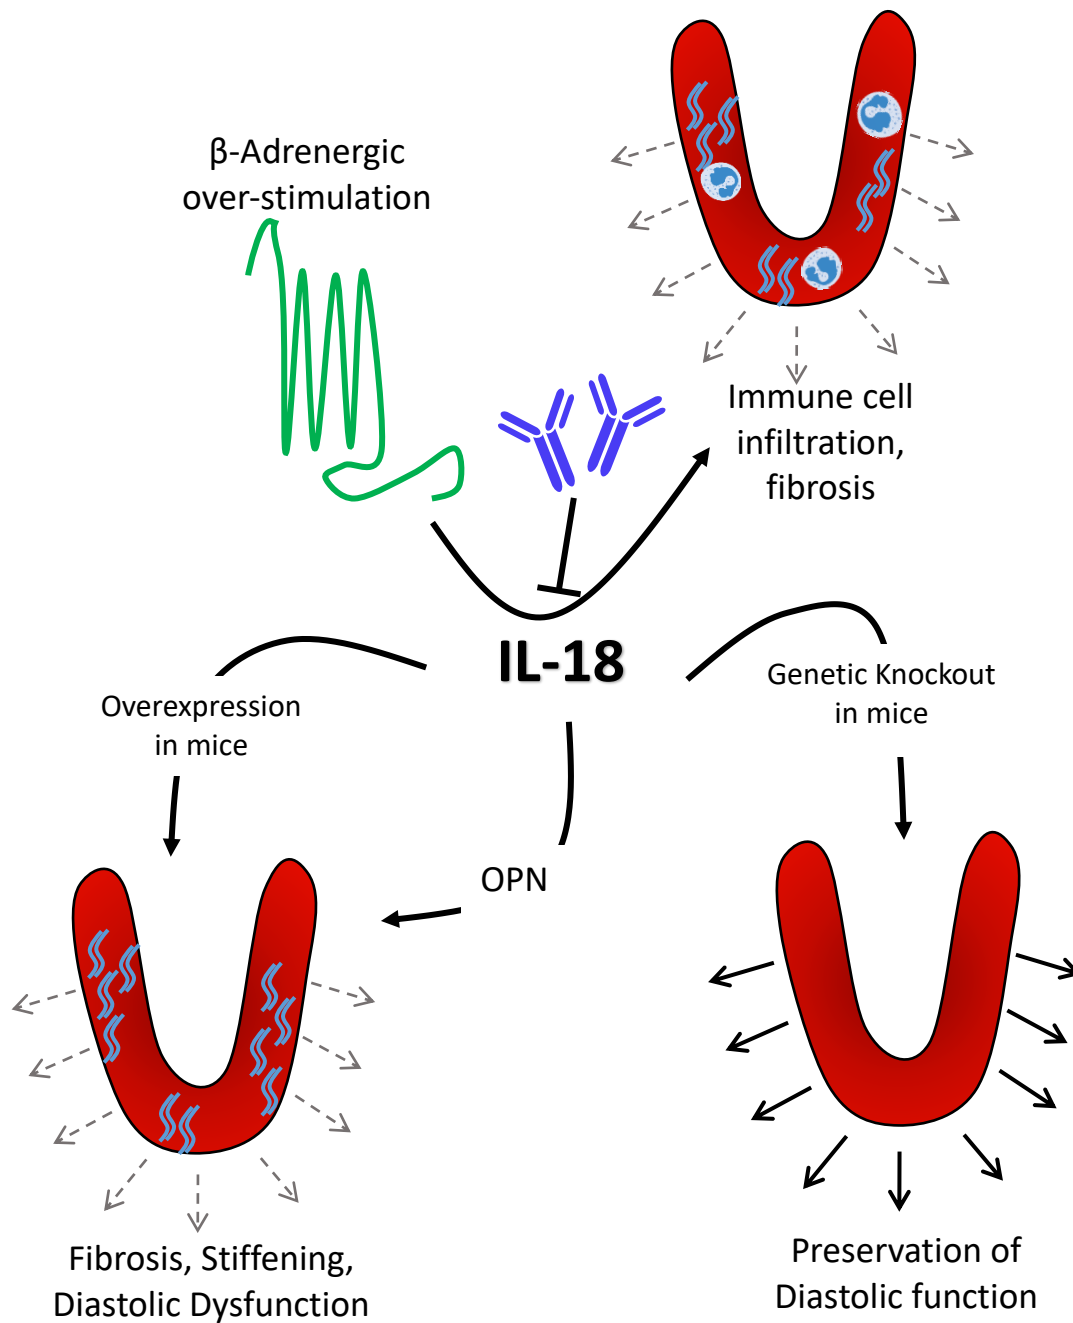 β-Adrenergic
over-stimulation
Immune cell
infiltration,
fibrosis
IL-18
Overexpression
in mice
Genetic Knockout
in mice
OPN
Fibrosis, Stiffening,
Diastolic Dysfunction
Preservation of
Diastolic function